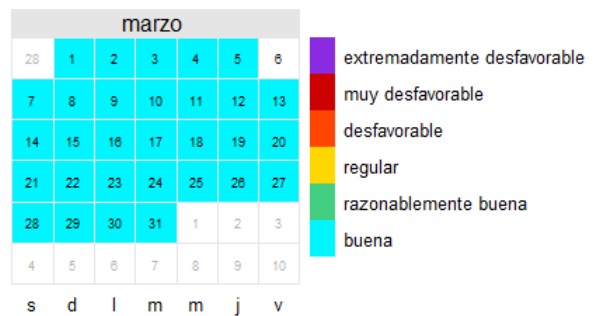 marzo
28 1 2 3 4 5 6
7 8 9 10 11 12 13
14 15 16 17 18 19 20
21 22 23 24 25 26 27
28 29 30 31 1 2 3
4 5 6 7 8 9 10
s d l m m j v
extremadamente desfavorable
muy desfavorable
desfavorable
regular
razonablemente buena
buena